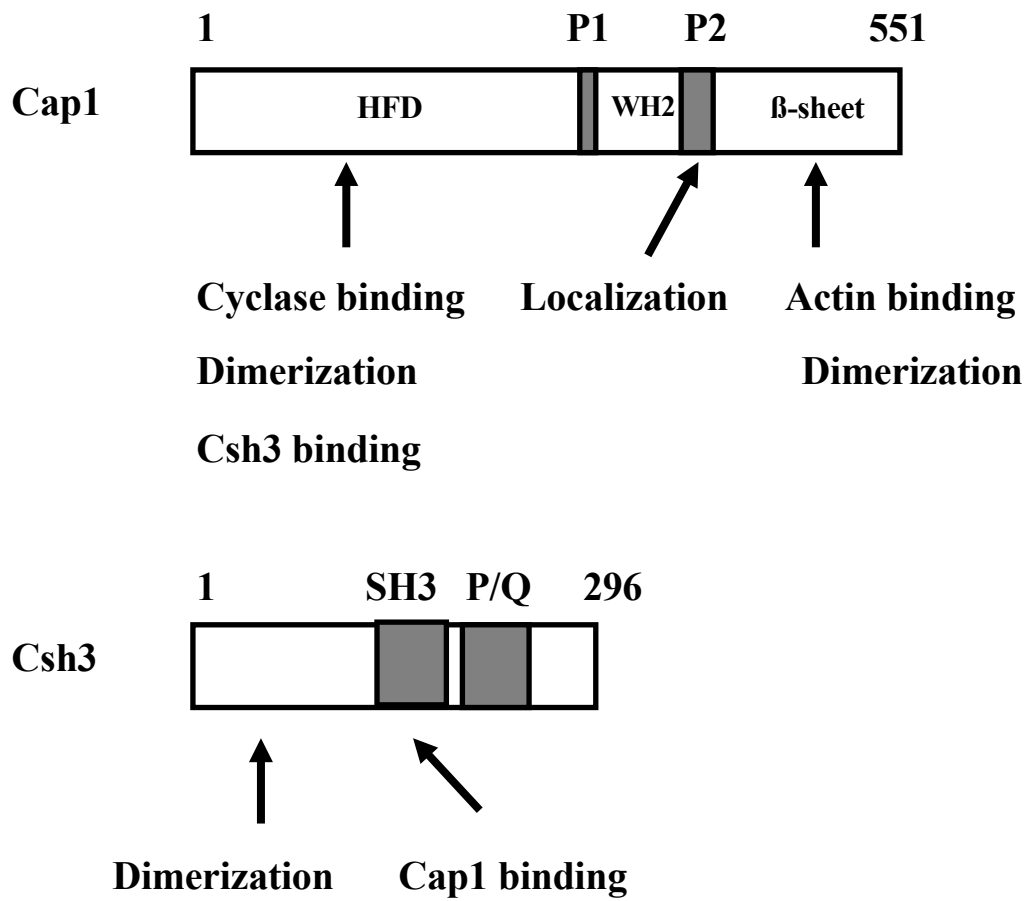 1 P1 P2 551
Cap1
HFD WH2 ß-sheet
Cyclase binding Localization Actin binding
Dimerization Dimerization
Csh3 binding
1 SH3 P/Q 296
Csh3
Dimerization Cap1 binding